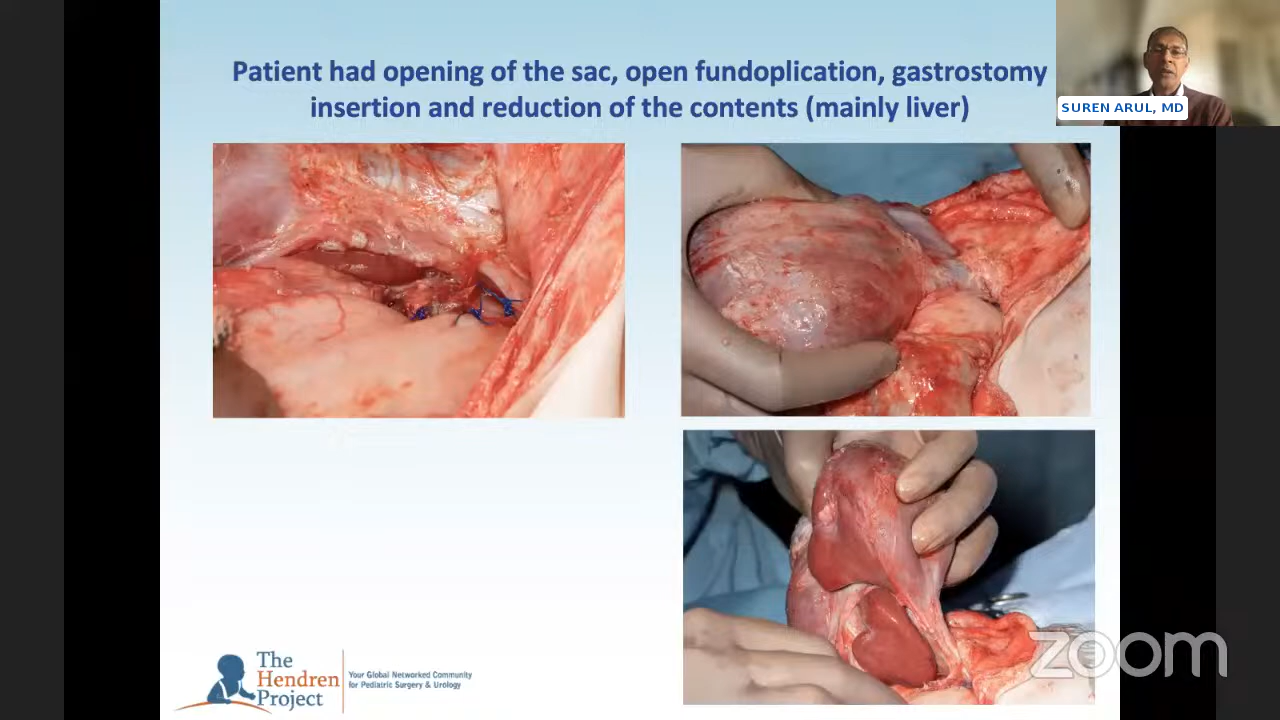 Patient had opening of the sac, open fundoplication, gastrostomy
insertion and reduction of the contents (mainly liver)
SUREN ARUL, MD
The
Hendren
Project
Your Global Networked Community
for Pediatric Surgery & Urology
zoom